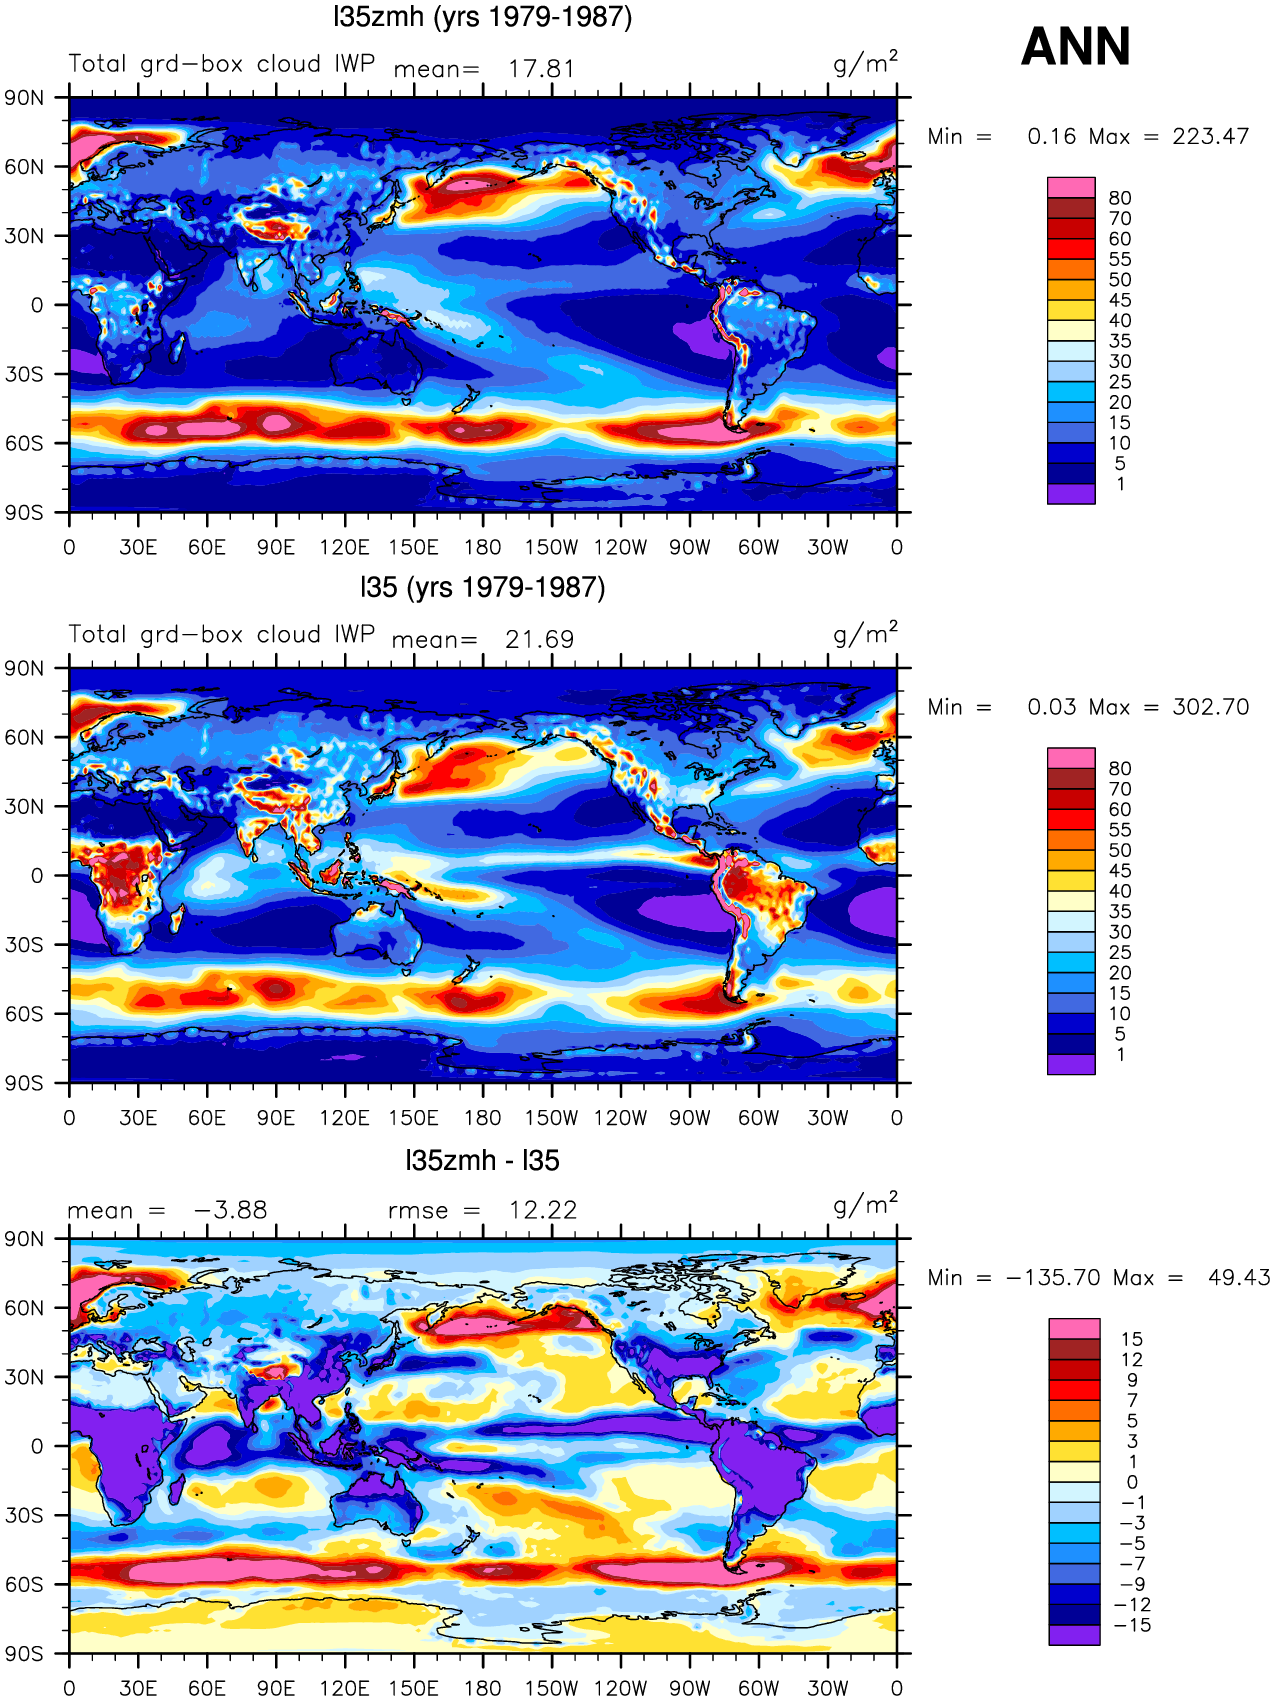 l35zmh (yrs 1979-1987)
ANN
Total grd-box cloud IWP mean= 17.81 g/m²
Min = 0.16 Max = 223.47
90N
60N
30N
0
30S
60S
90S
0 30E 60E 90E 120E 150E 180 150W 120W 90W 60W 30W 0
80
70
60
55
50
45
40
35
30
25
20
15
10
5
1
l35 (yrs 1979-1987)
Total grd-box cloud IWP mean= 21.69 g/m²
Min = 0.03 Max = 302.70
90N
60N
30N
0
30S
60S
90S
0 30E 60E 90E 120E 150E 180 150W 120W 90W 60W 30W 0
80
70
60
55
50
45
40
35
30
25
20
15
10
5
1
l35zmh - l35
mean = -3.88 rmse = 12.22 g/m²
Min = -135.70 Max = 49.43
90N
60N
30N
0
30S
60S
90S
0 30E 60E 90E 120E 150E 180 150W 120W 90W 60W 30W 0
15
12
9
7
5
3
1
0
-1
-3
-5
-7
-9
-12
-15